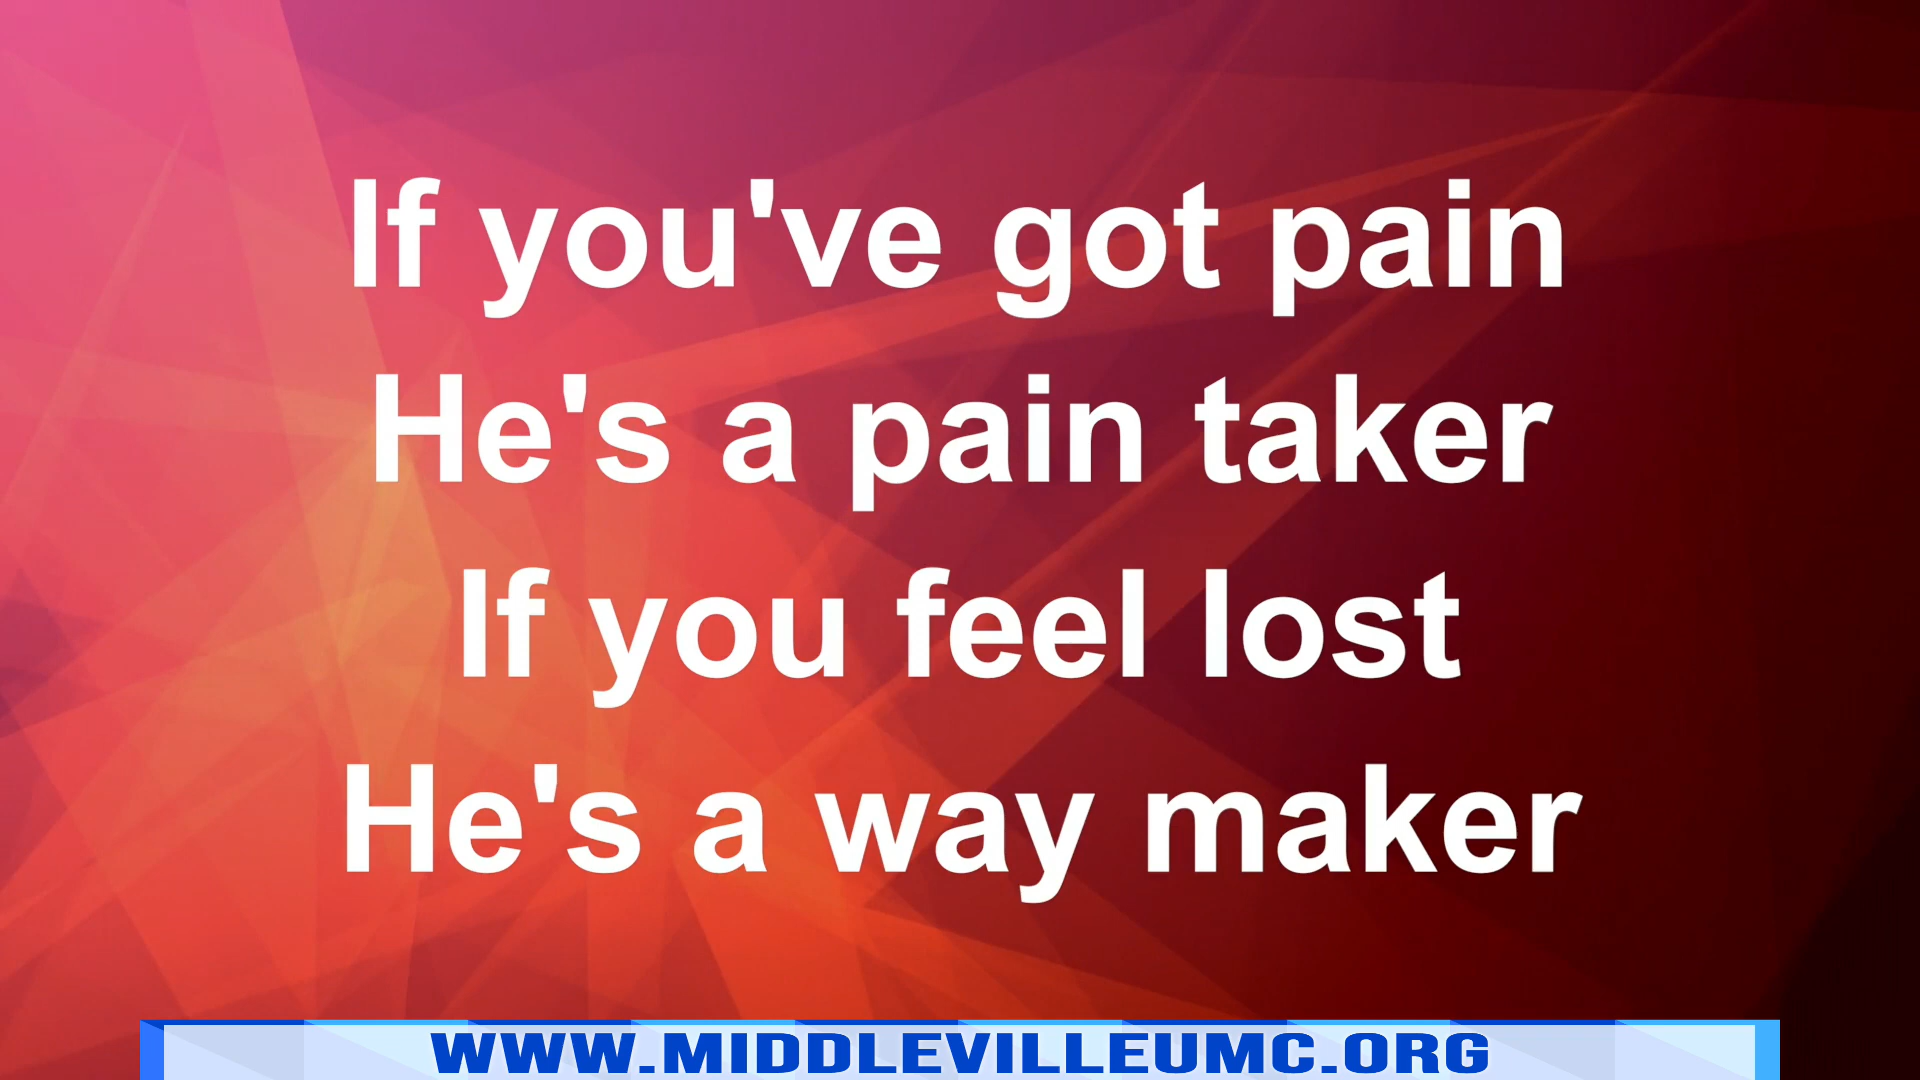 If you've got pain
He's a pain taker
If you feel lost
He's a way maker
WWW.MIDDLEVILLEUMC.ORG